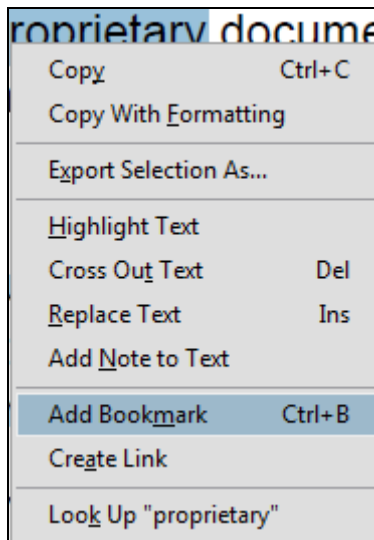 roprietary docume
Copy Ctrl+C
Copy With Formatting
Export Selection As...
Highlight Text
Cross Out Text Del
Replace Text Ins
Add Note to Text
Add Bookmark Ctrl+B
Create Link
Look Up "proprietary"